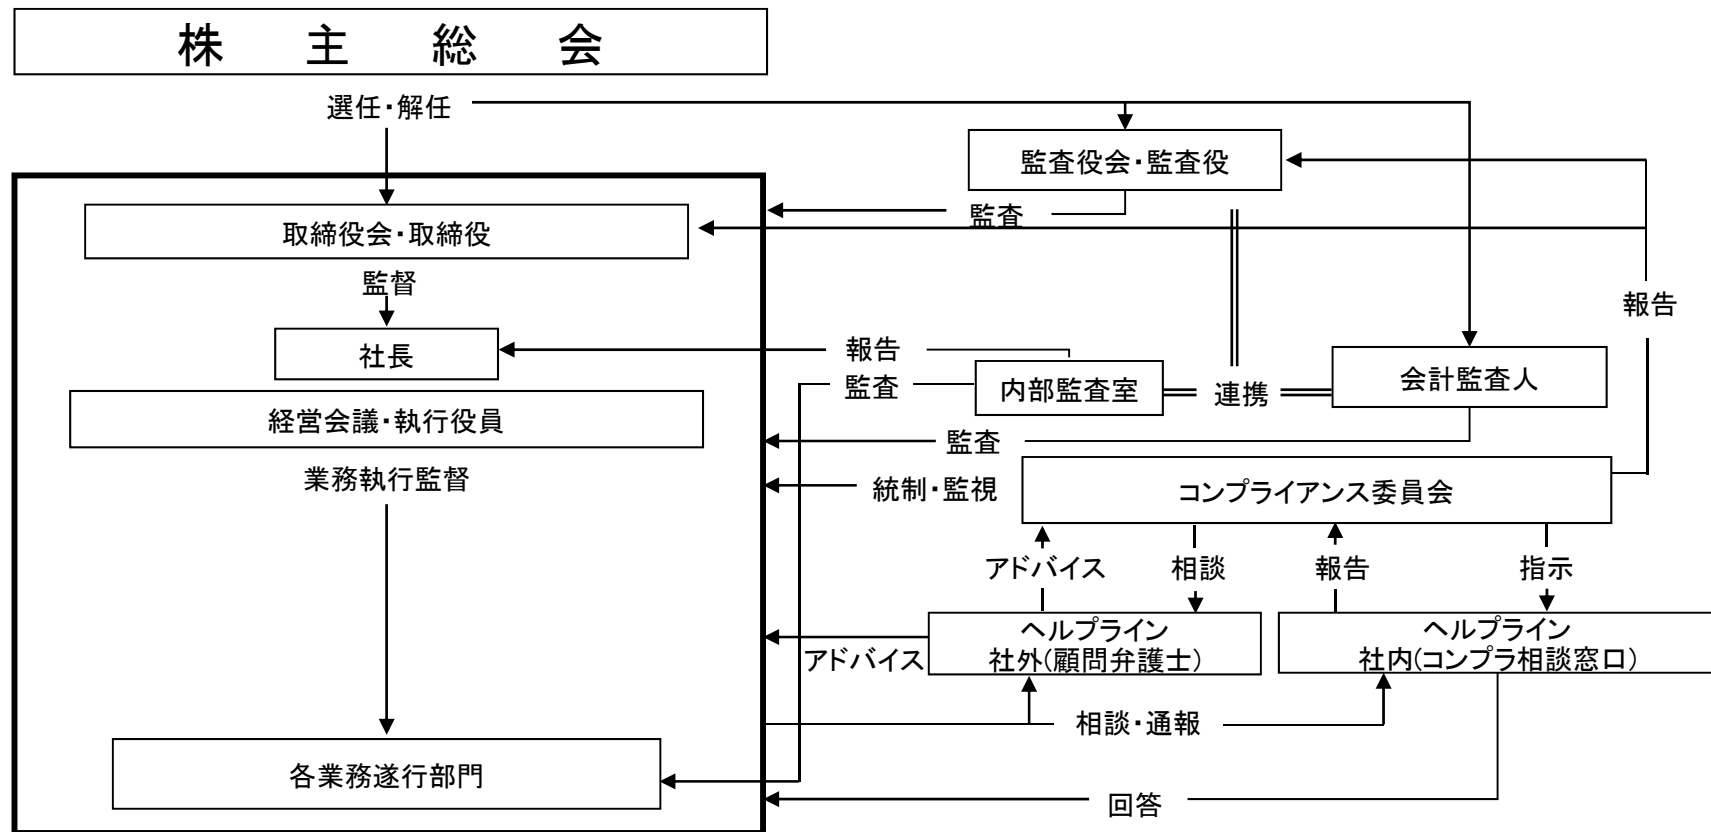 株主総会
選任・解任
監査役会・監査役
監査
取締役会・取締役
監督
報告
社長
報告
監査
内部監査室
連携
会計監査人
経営会議・執行役員
監査
業務執行監督
統制・監視
コンプライアンス委員会
アドバイス
相談
報告
指示
ヘルプライン
社外(顧問弁護士)
ヘルプライン
社内(コンプラ相談窓口)
アドバイス
相談・通報
各業務遂行部門
回答